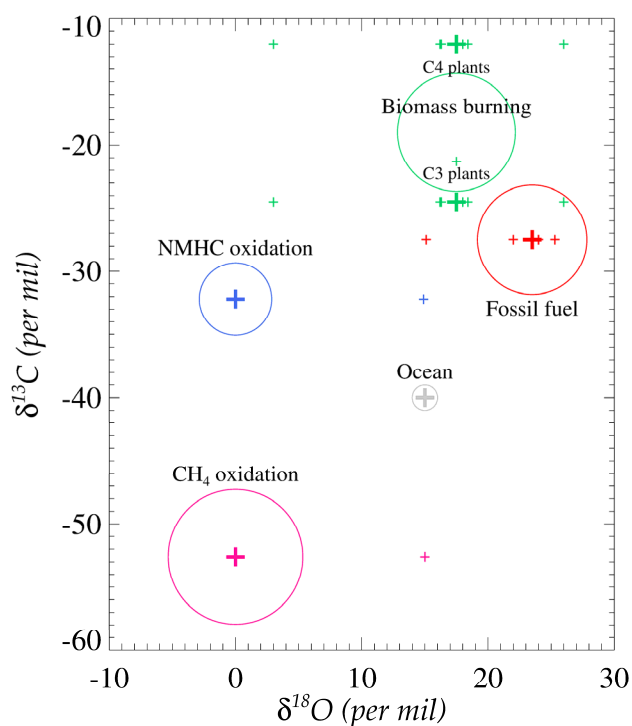 -10
C4 plants
Biomass burning
-20
C3 plants
NMHC oxidation
-30
Fossil fuel
δ¹³C (per mil)
Ocean
-40
CH₄ oxidation
-50
-60
-10 0 10 20 30
δ¹⁸O (per mil)